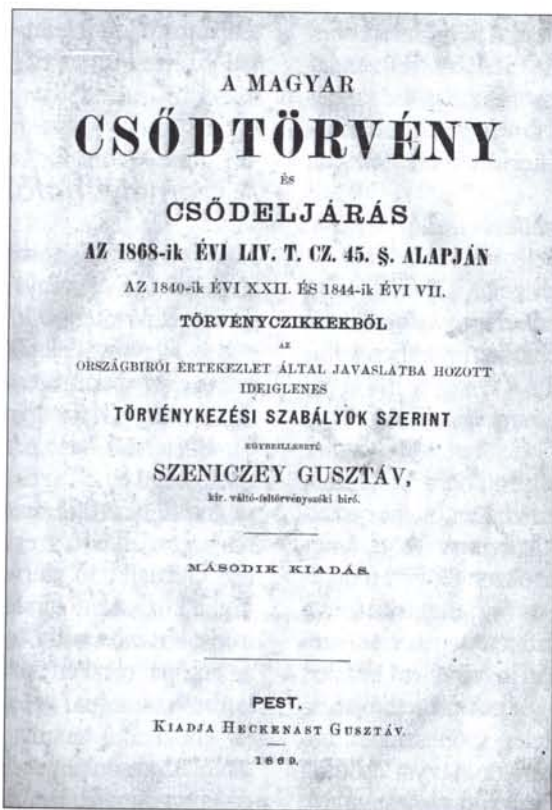 A MAGYAR
CSŐDTÖRVÉNY
ÉS
CSŐDELJÁRÁS
AZ 1868-ik ÉVI LIV. T. CZ. 45. §. ALAPJÁN
AZ 1840-ik ÉVI XXII. ÉS 1844-ik ÉVI VII.
TÖRVÉNYCZIKKEKBŐL
AZ
ORSZÁGBIRÓI ÉRTEKEZLET ÁLTAL JAVASLATBA HOZOTT
IDEIGLENES
TÖRVÉNYKEZÉSI SZABÁLYOK SZERINT
EGYBEILLESZTÉ
SZENICZEY GUSZTÁV,
kir. váltó-feltörvényszéki biró.
MÁSODIK KIADÁS.
PEST.
KIADJA HECKENAST GUSZTÁV.
1869.